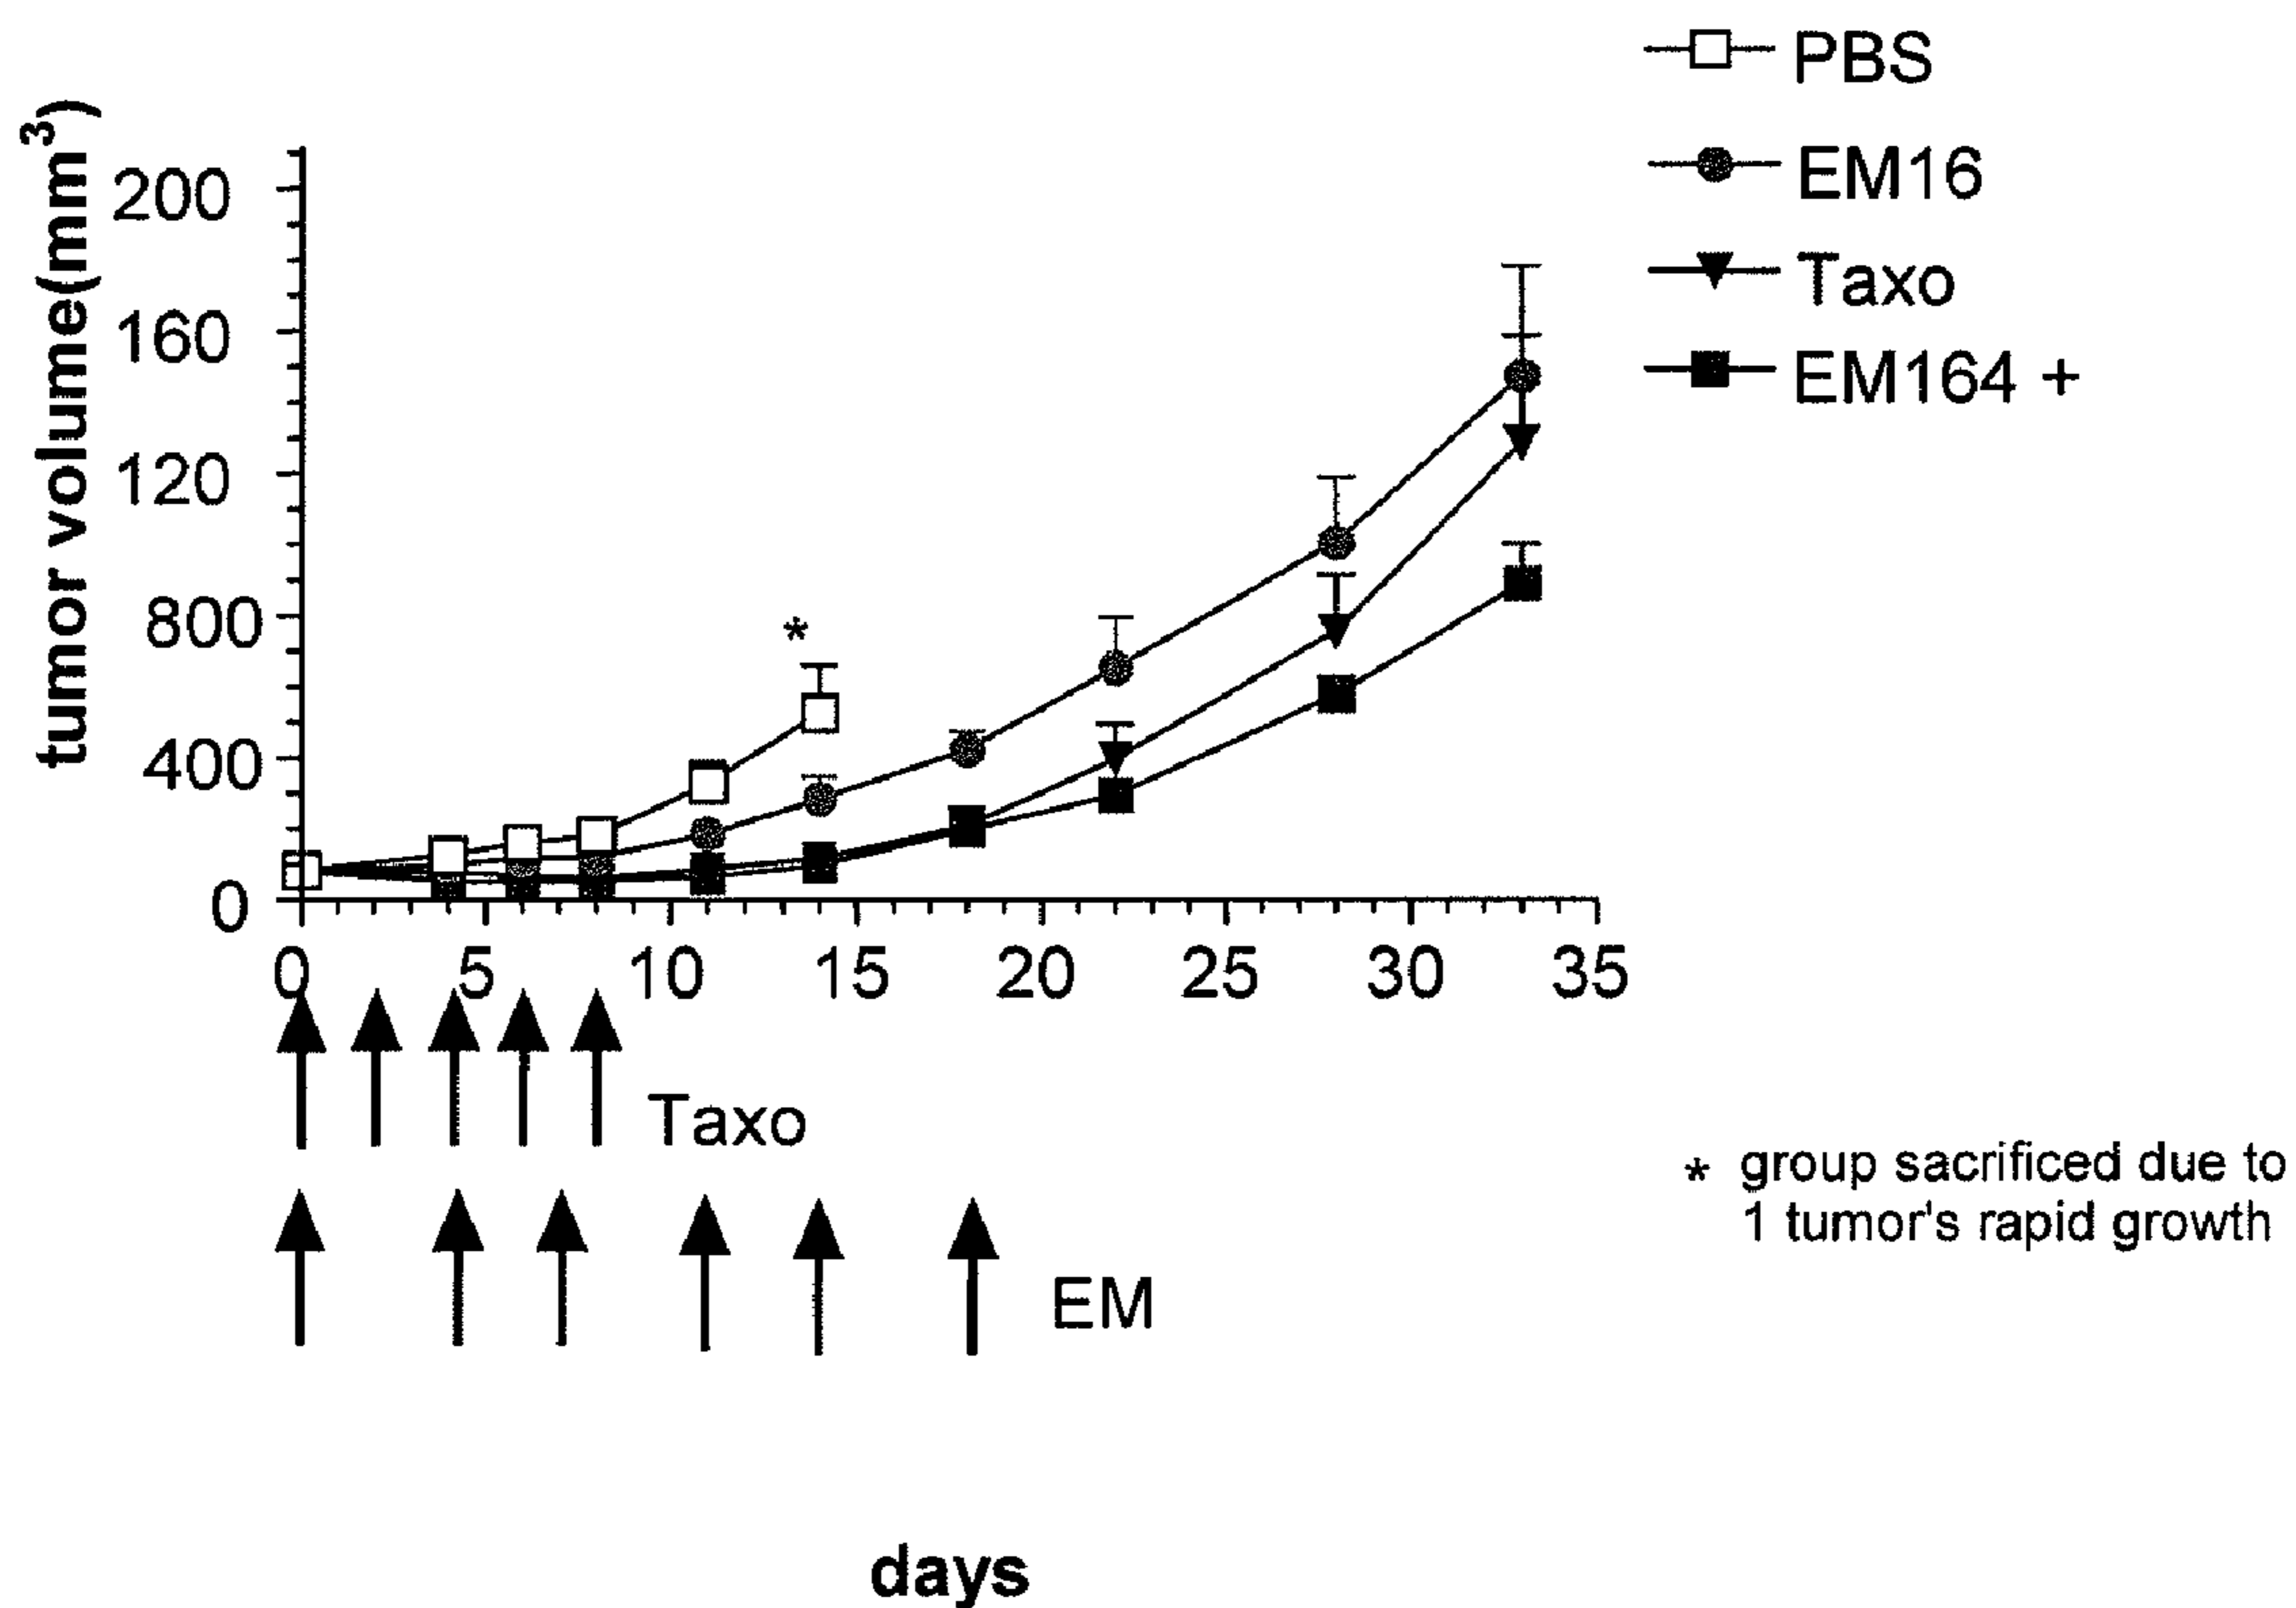 PBS
EM16
Taxo
EM164 +
tumor volume(mm³)
200
160
120
800
400
0
0 5 10 15 20 25 30 35
*
Taxo
EM
* group sacrificed due to
1 tumor's rapid growth
days